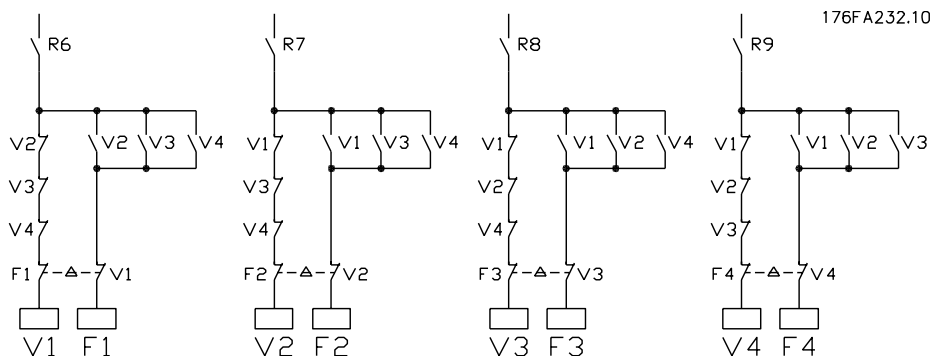 176FA232.10
R6 R7 R8 R9
V2 V2 V3 V4 V1 V1 V3 V4 V1 V1 V2 V4 V1 V1 V2 V3
V3 V3 V2 V2
V4 V4 V4 V3
F1 V1 F2 V2 F3 V3 F4 V4
V1 F1 V2 F2 V3 F3 V4 F4